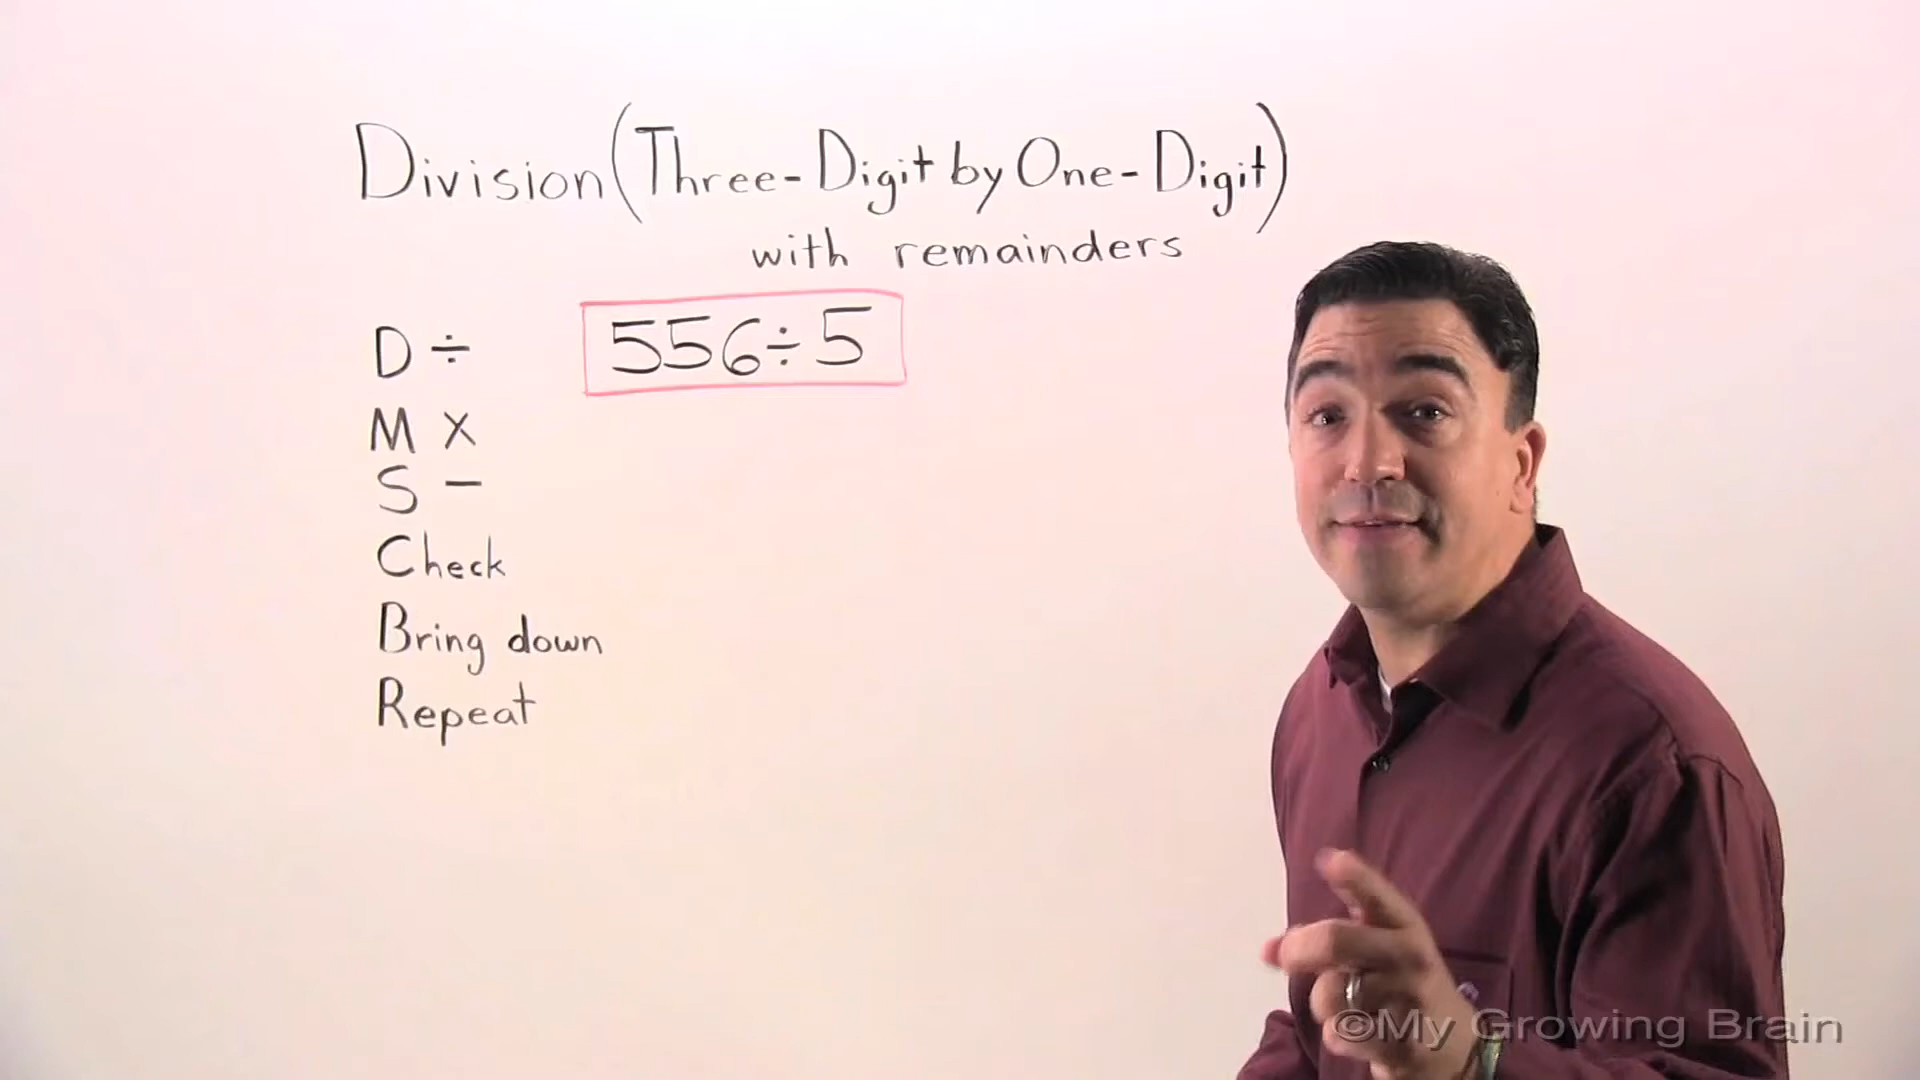 Division (Three-Digit by One-Digit)
with remainders
556÷5
D ÷
M ×
S −
Check
Bring down
Repeat
©My Growing Brain